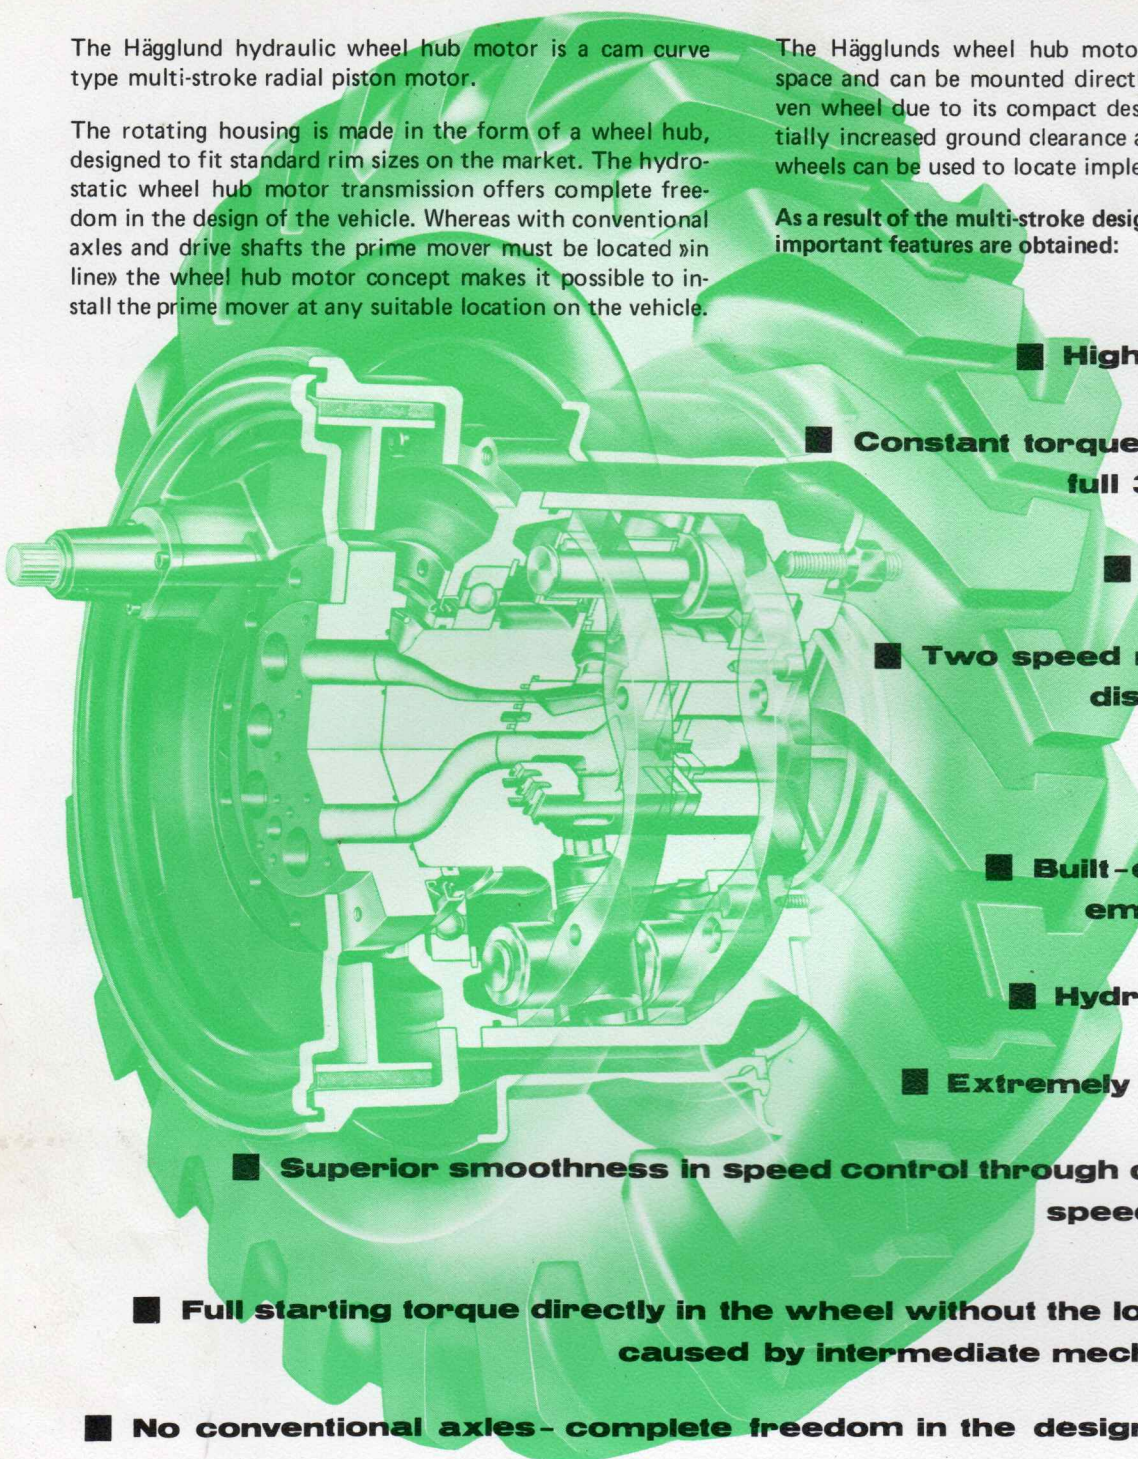 The Hägglund hydraulic wheel hub motor is a cam curve
type multi-stroke radial piston motor.
The rotating housing is made in the form of a wheel hub,
designed to fit standard rim sizes on the market. The hydro-
static wheel hub motor transmission offers complete free-
dom in the design of the vehicle. Whereas with conventional
axles and drive shafts the prime mover must be located »in
line» the wheel hub motor concept makes it possible to in-
stall the prime mover at any suitable location on the vehicle.
The Hägglunds wheel hub moto
space and can be mounted direct
ven wheel due to its compact des
tially increased ground clearance a
wheels can be used to locate imple
As a result of the multi-stroke desig
important features are obtained:
■ High
■ Constant torque
full 3
■
■ Two speed
dis
■ Built-
em
■ Hydr
■ Extremely
■ Superior smoothness in speed control through
speed
■ Full starting torque directly in the wheel without the lo
caused by intermediate mech
■ No conventional axles- complete freedom in the design